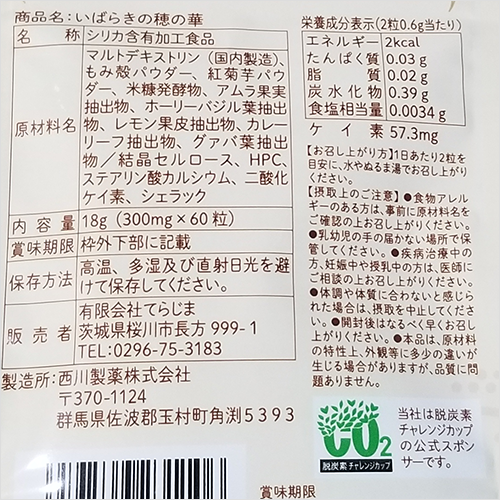 商品名：いばらきの穂の華
名　称　シリカ含有加工食品
原材料名　マルトデキストリン（国内製造）、
もみ殻パウダー、紅菊芋パウ
ダー、米糠発酵物、アムラ果実
抽出物、ホーリーバジル葉抽出
物、レモン果皮抽出物、カレー
リーフ抽出物、グァバ葉抽出
物／結晶セルロース、HPC、
ステアリン酸カルシウム、二酸化
ケイ素、シェラック
内 容 量　18g（300mg×60粒）
賞味期限　枠外下部に記載
保存方法　高温、多湿及び直射日光を避
けて保存してください。
販 売 者　有限会社てらじま
茨城県桜川市長方 999-1
TEL：0296-75-3183
製造所：西川製薬株式会社
〒370-1124
群馬県佐波郡玉村町角渕5393
栄養成分表示（2粒0.6g当たり）
エネルギー　2kcal
たんぱく質　0.03 g
脂　　質　0.02 g
炭水化物　0.39 g
食塩相当量　0.0034 g
ケ イ 素　57.3mg
【お召し上がり方】1日あたり2粒を
目安に、水やぬるま湯でお召し上がり
ください。
【摂取上のご注意】●食物アレル
ギーのある方は、事前に原材料名を
ご確認の上お召し上がりください。
●乳幼児の手の届かない場所で保
管してください。●疾病治療中の
方、妊娠中や授乳中の方は、医師に
ご相談の上お召し上がりください。
●体調や体質に合わないと感じら
れた場合は、摂取を中止してくださ
い。●開封後はなるべく早くお召し
上がりください。●本品は、原材料
の特性上、外観等に多少の違いが
生じる場合がありますが、品質に問
題ありません。
CO2
脱炭素チャレンジカップ
当社は脱炭素
チャレンジカップ
の公式スポン
サーです。
賞味期限